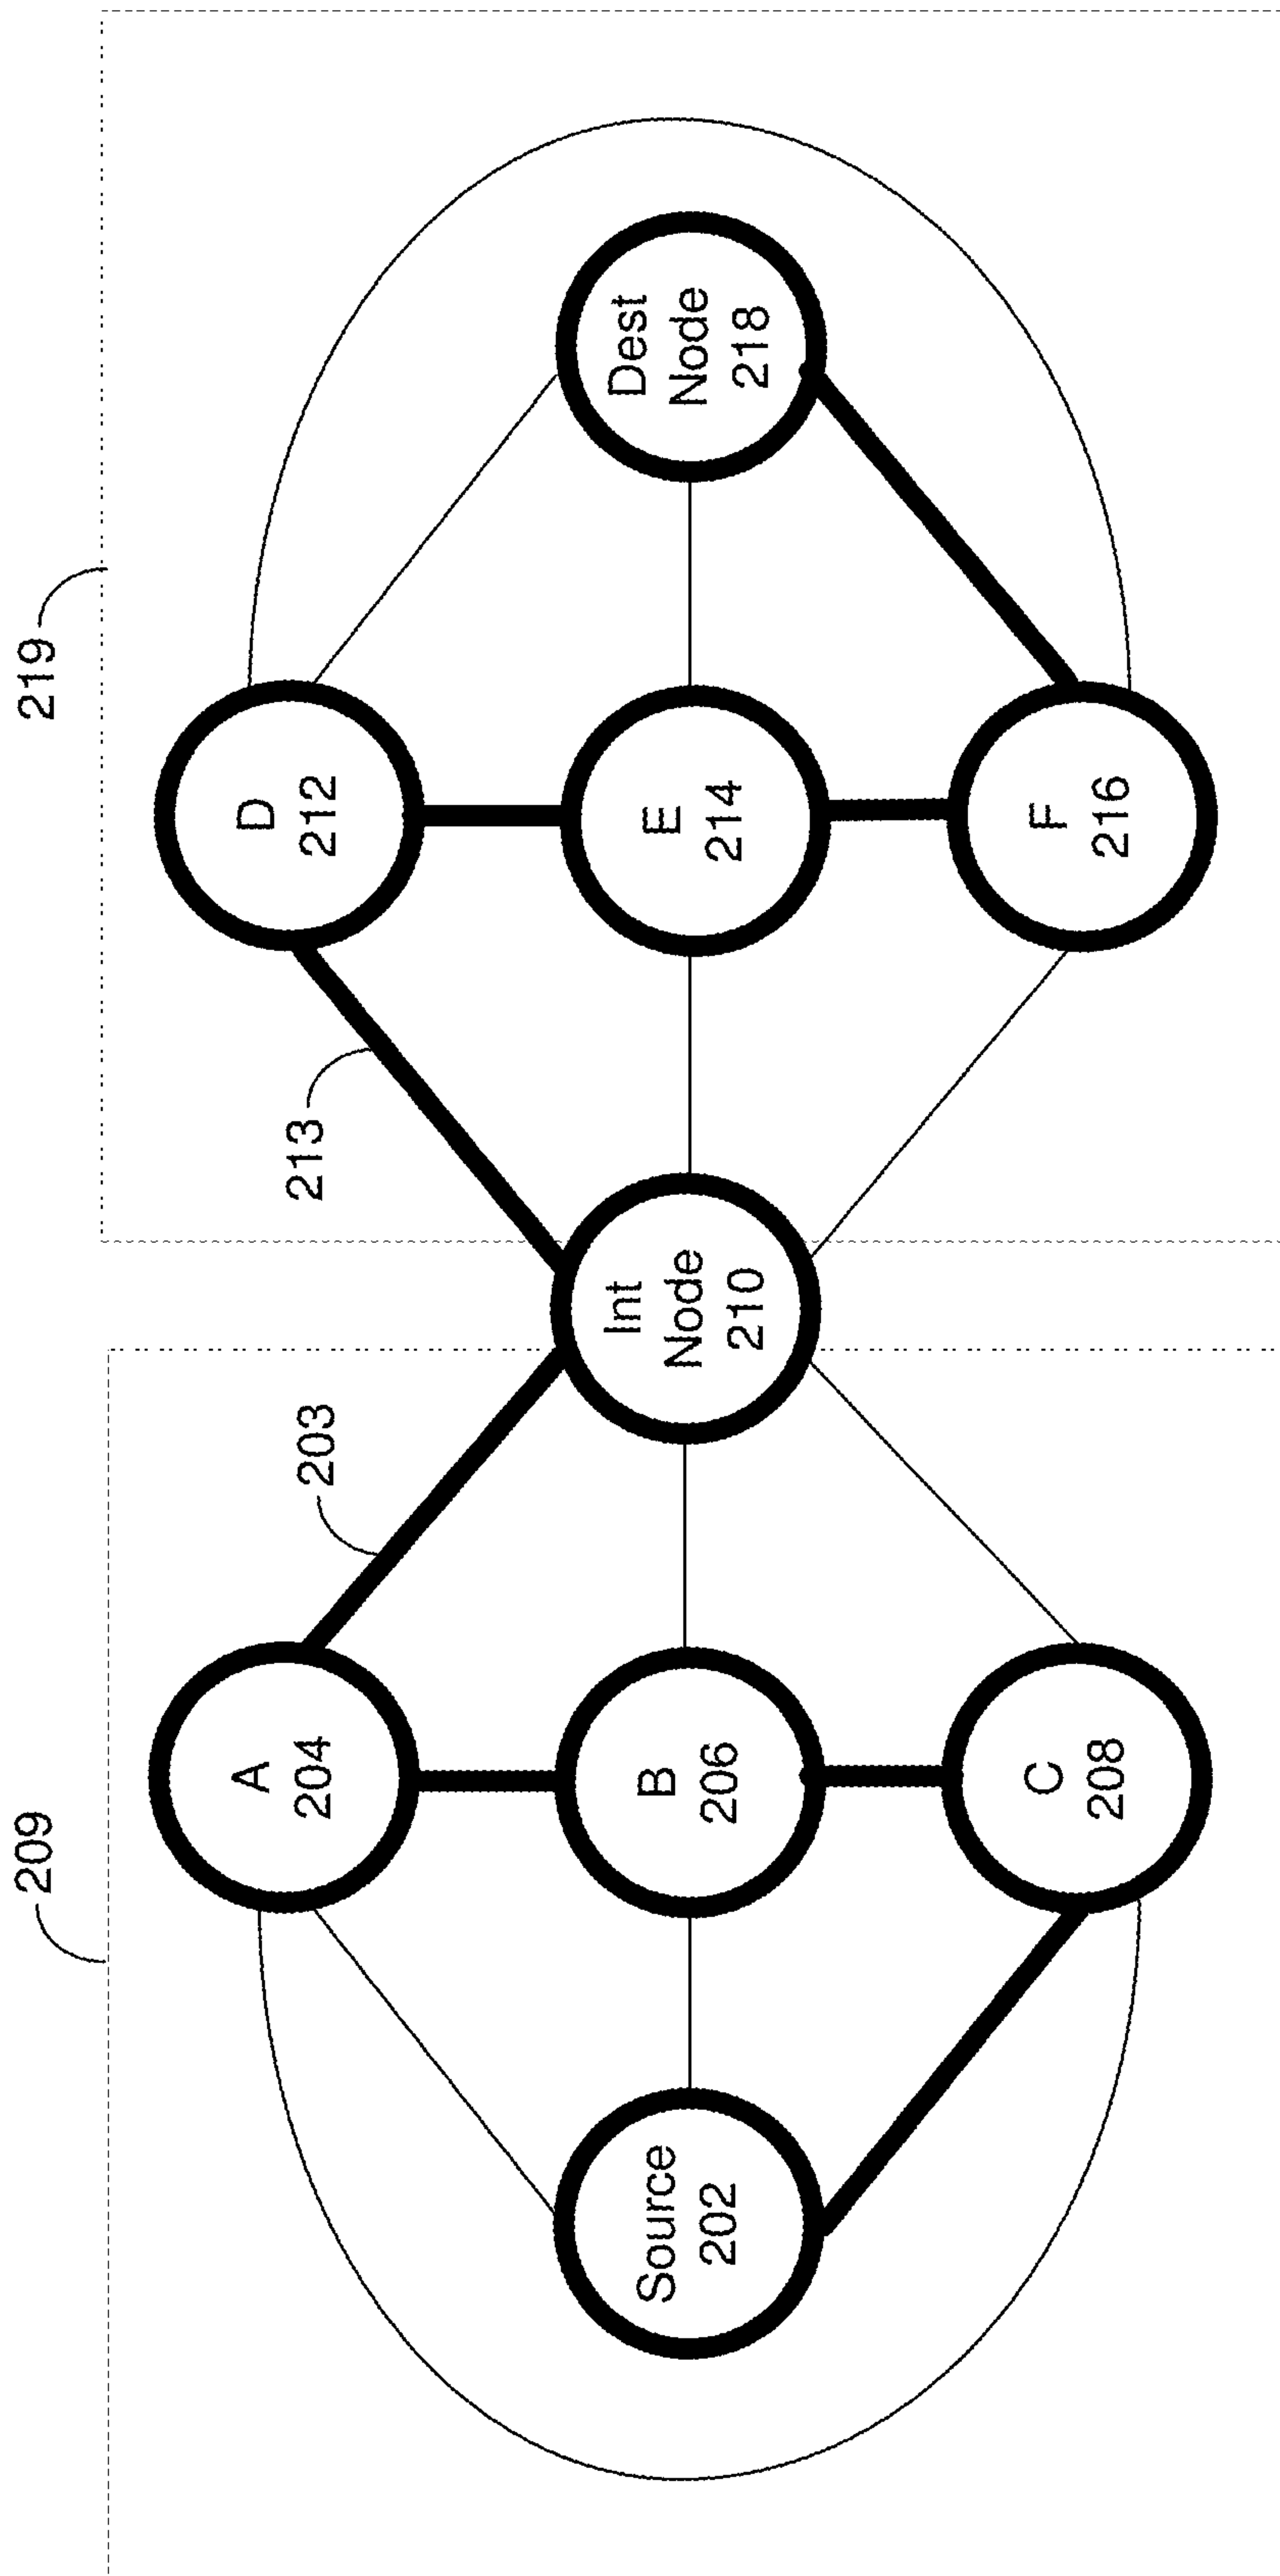 209
219
203
213
A
204
D
212
Source
202
B
206
Int
Node
210
E
214
Dest
Node
218
C
208
F
216